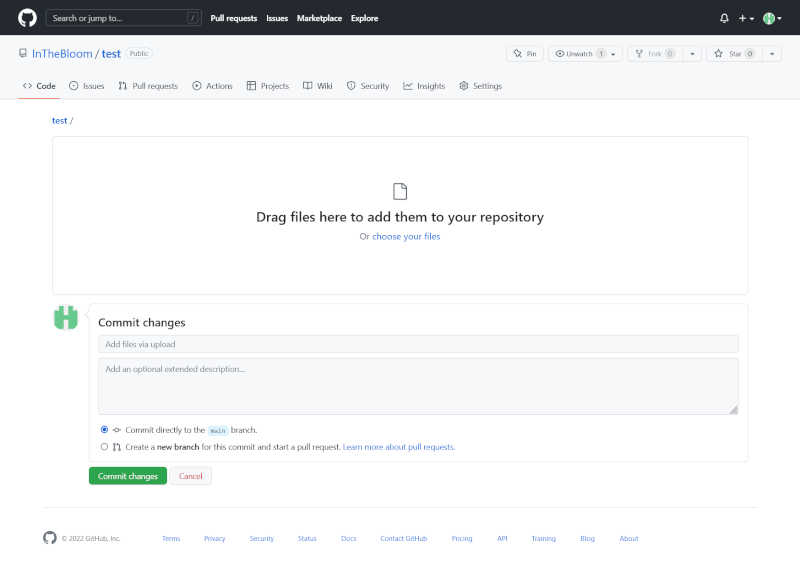 Search or jump to... / Pull requests Issues Marketplace Explore
InTheBloom / test Public Pin Unwatch 1 Fork 0 Star 0
Code Issues Pull requests Actions Projects Wiki Security Insights Settings
test /
Drag files here to add them to your repository
Or choose your files
Commit changes
Add files via upload
Add an optional extended description...
Commit directly to the main branch.
Create a new branch for this commit and start a pull request. Learn more about pull requests.
Commit changes Cancel
© 2022 GitHub, Inc. Terms Privacy Security Status Docs Contact GitHub Pricing API Training Blog About